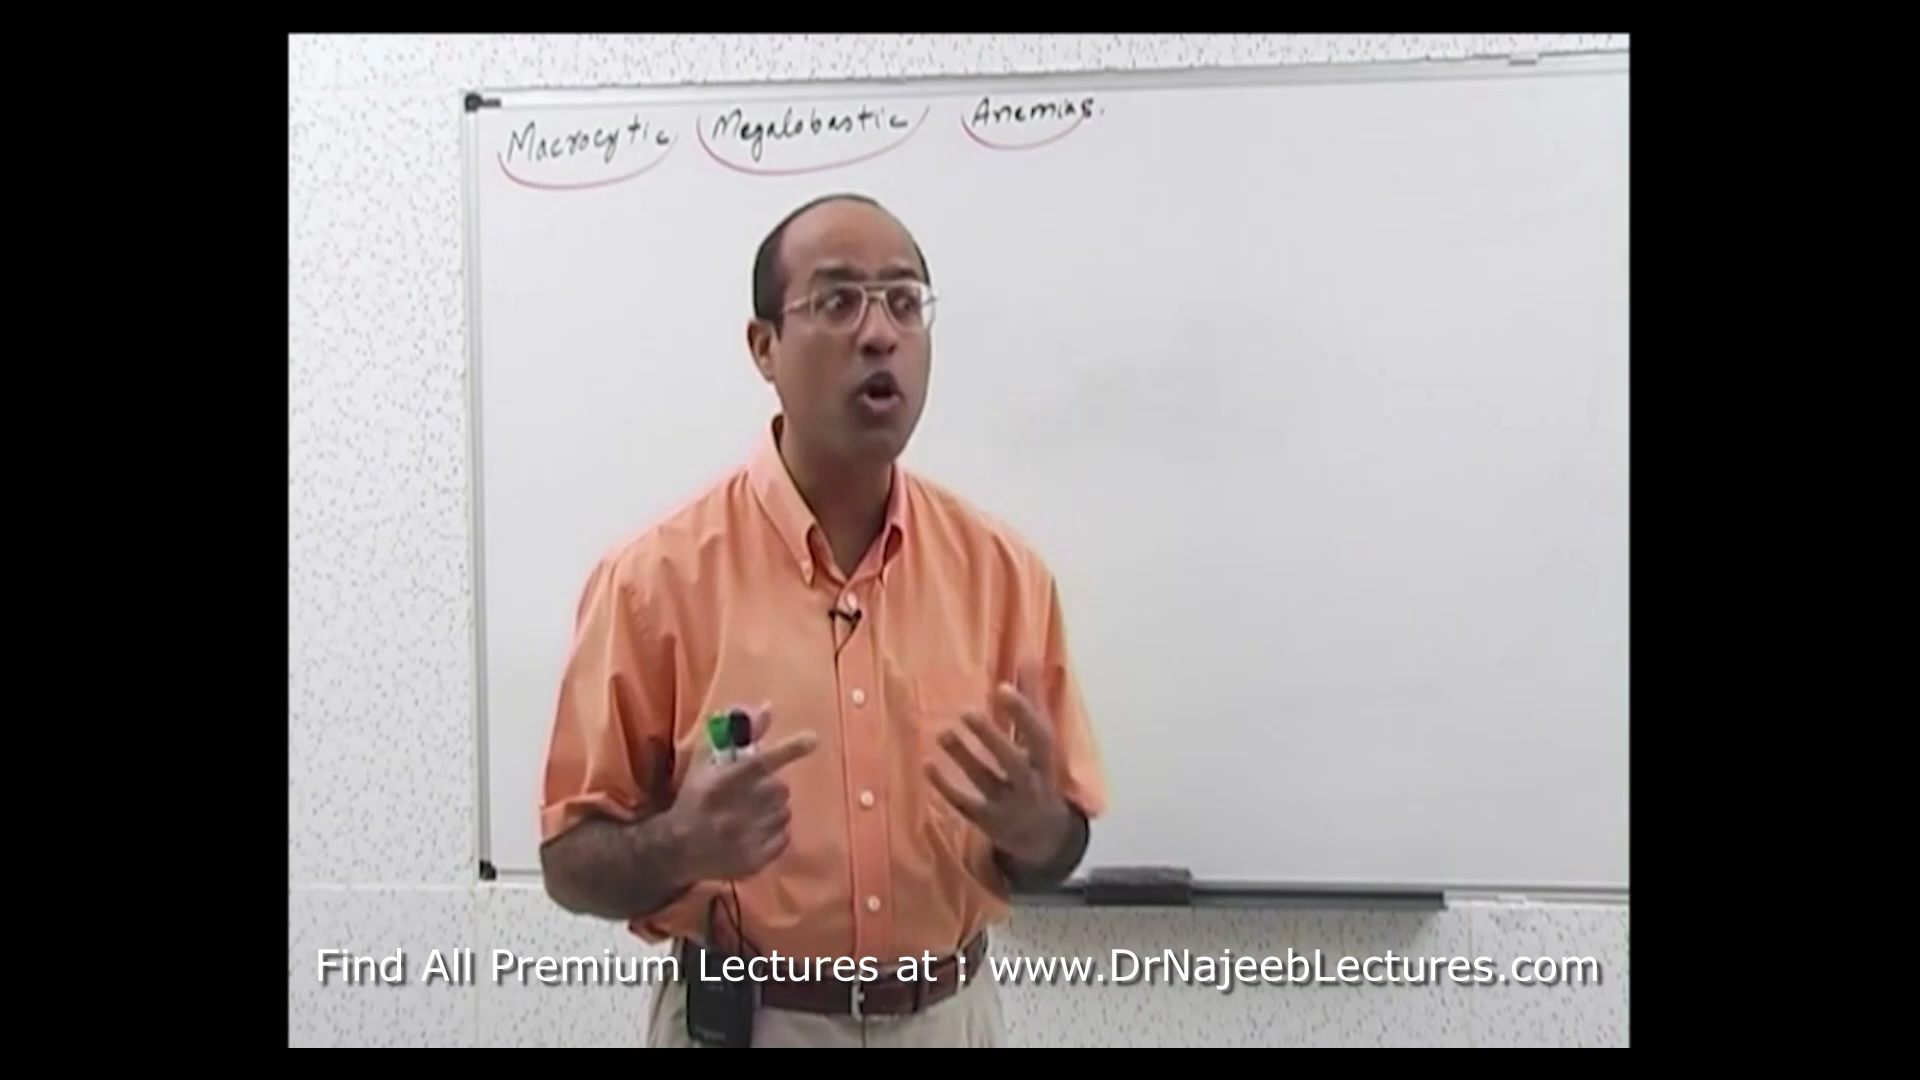 Macrocytic Megalobastic Anemias.
Find All Premium Lectures at : www.DrNajeebLectures.com